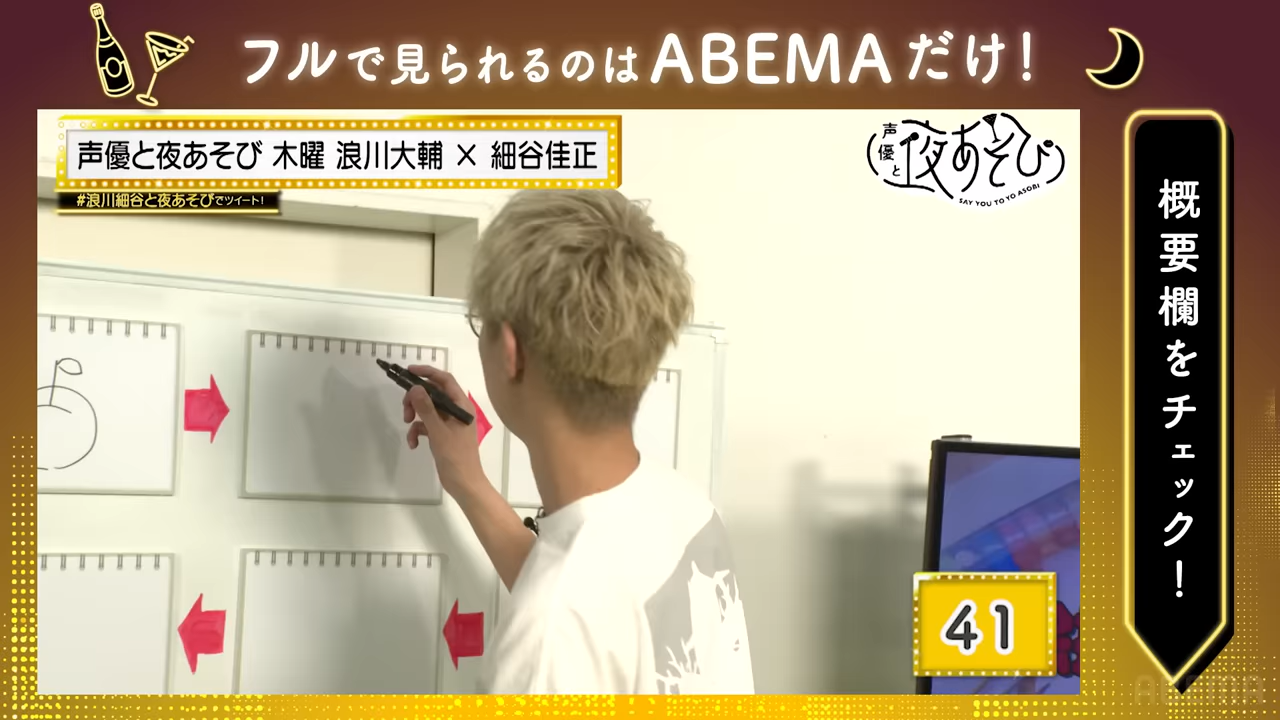 フルで見られるのはABEMAだけ!
声優と夜あそび 木曜 浪川大輔 × 細谷佳正
#浪川細谷と夜あそびでツイート!
声優と夜あそび
SAY YOU TO YO ASOBI
概要欄をチェック!
41
ABEMA